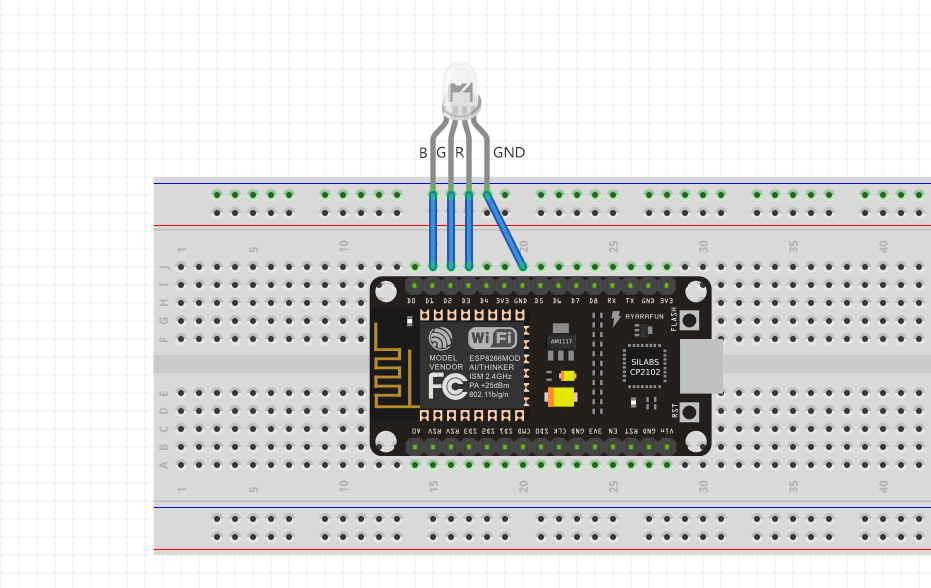 B G R GND
1 5 10 20 25 30 35 40
J
I
H
G
F
D0 D1 D2 D3 D4 3V3 GND D5 D6 D7 D8 RX TX GND 3V3
AYARAFUN
FLASH
WiFi
MODEL ESP8266MOD
VENDOR AI/THINKER
ISM 2.4GHz
PA +25dBm
802.11b/g/n
FC
AM1117
SILABS
CP2102
RST
E
D
C
B
A
A0 RSV RSV SD3 SD2 SD1 CMD SD0 CLK GND 3V3 EN RST GND Vin
1 5 10 15 20 25 30 35 40